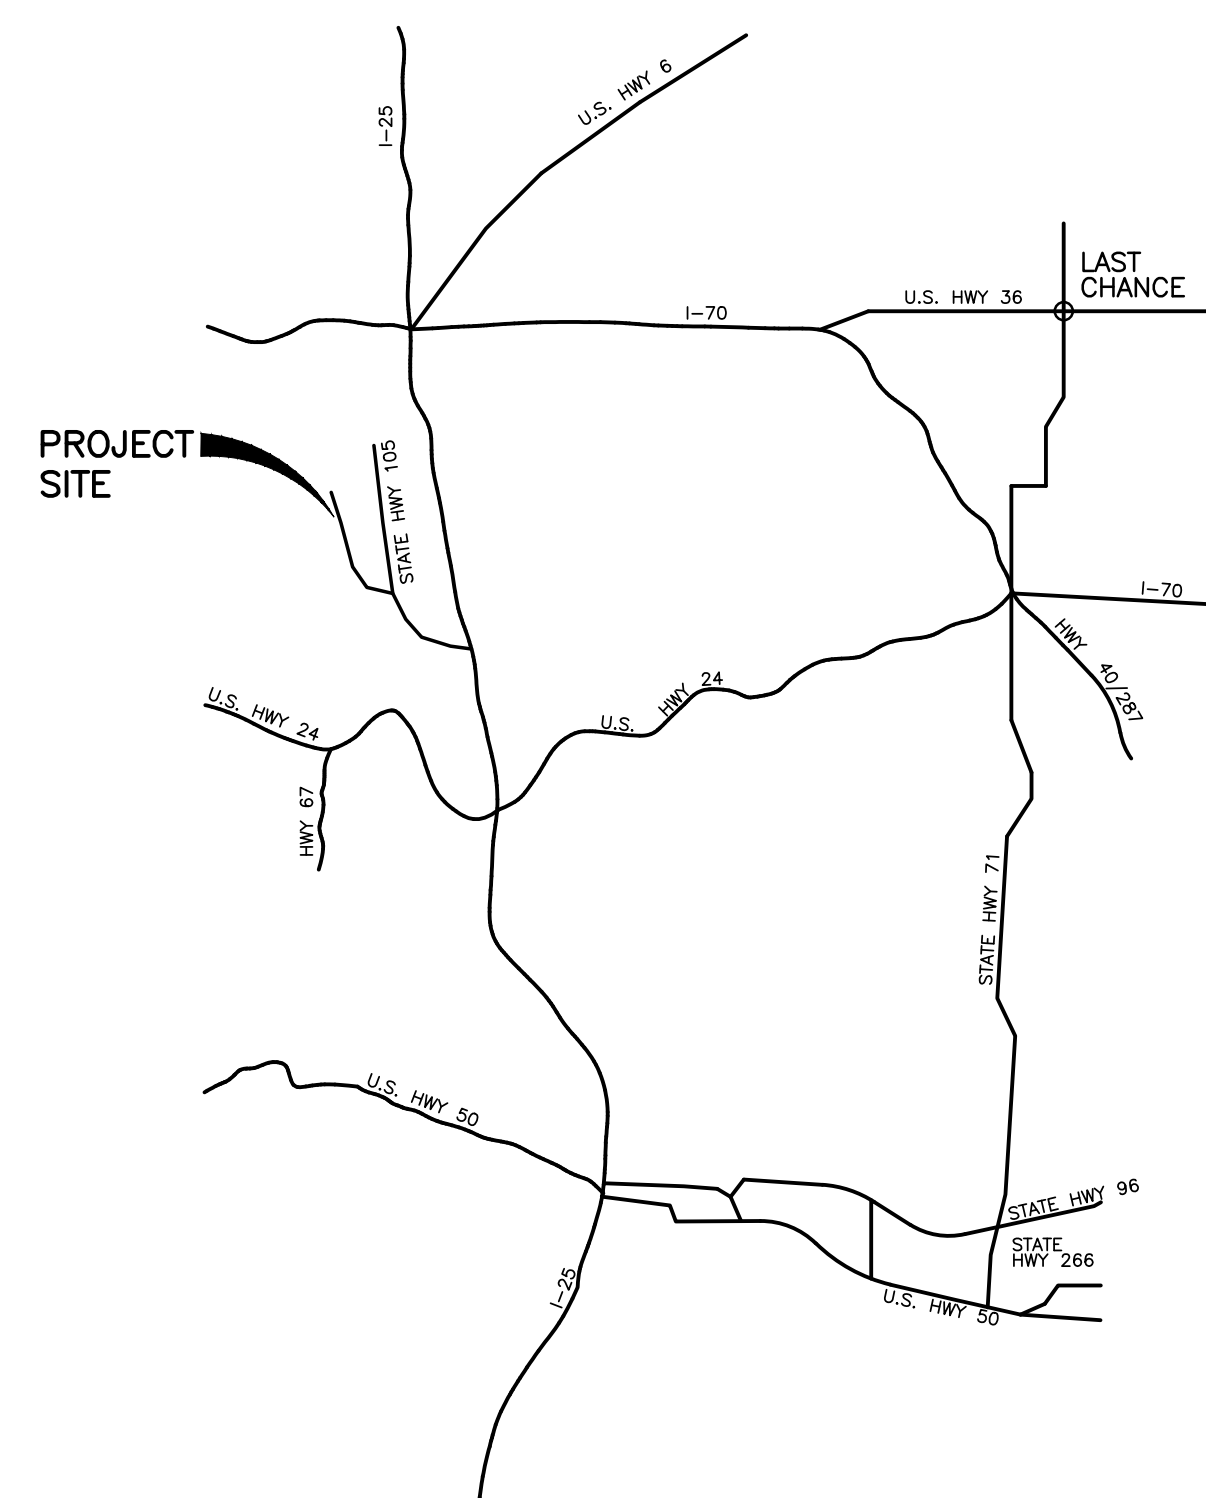 U.S. HWY 6
I-25
LAST
CHANCE
U.S. HWY 36
I-70
PROJECT
SITE
STATE HWY 105
I-70
HWY 40/287
U.S. HWY 24
U.S. HWY 24
HWY 67
STATE HWY 71
U.S. HWY 50
STATE HWY 96
STATE
HWY 266
I-25
U.S. HWY 50